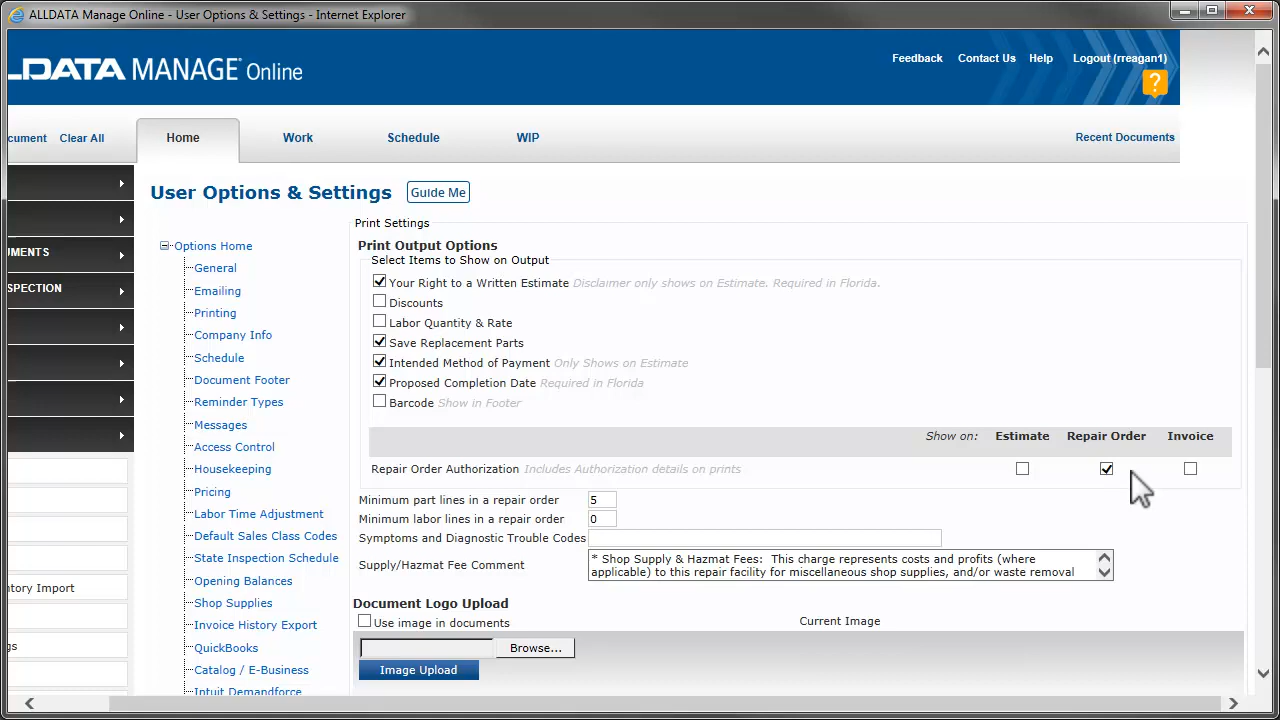 ALLDATA Manage Online - User Options & Settings - Internet Explorer
LLDATA MANAGE Online
Feedback Contact Us Help Logout (rreagan1)
?
cument Clear All Home Work Schedule WIP Recent Documents
User Options & Settings Guide Me
UMENTS
SPECTION
ntory Import
gs
Options Home
General
Emailing
Printing
Company Info
Schedule
Document Footer
Reminder Types
Messages
Access Control
Housekeeping
Pricing
Labor Time Adjustment
Default Sales Class Codes
State Inspection Schedule
Opening Balances
Shop Supplies
Invoice History Export
QuickBooks
Catalog / E-Business
Intuit Demandforce
Print Settings
Print Output Options
Select Items to Show on Output
Your Right to a Written Estimate Disclaimer only shows on Estimate. Required in Florida.
Discounts
Labor Quantity & Rate
Save Replacement Parts
Intended Method of Payment Only Shows on Estimate
Proposed Completion Date Required in Florida
Barcode Show in Footer
Show on: Estimate Repair Order Invoice
Repair Order Authorization Includes Authorization details on prints
Minimum part lines in a repair order 5
Minimum labor lines in a repair order 0
Symptoms and Diagnostic Trouble Codes
Supply/Hazmat Fee Comment
* Shop Supply & Hazmat Fees: This charge represents costs and profits (where
applicable) to this repair facility for miscellaneous shop supplies, and/or waste removal
Document Logo Upload
Use image in documents Current Image
Browse...
Image Upload